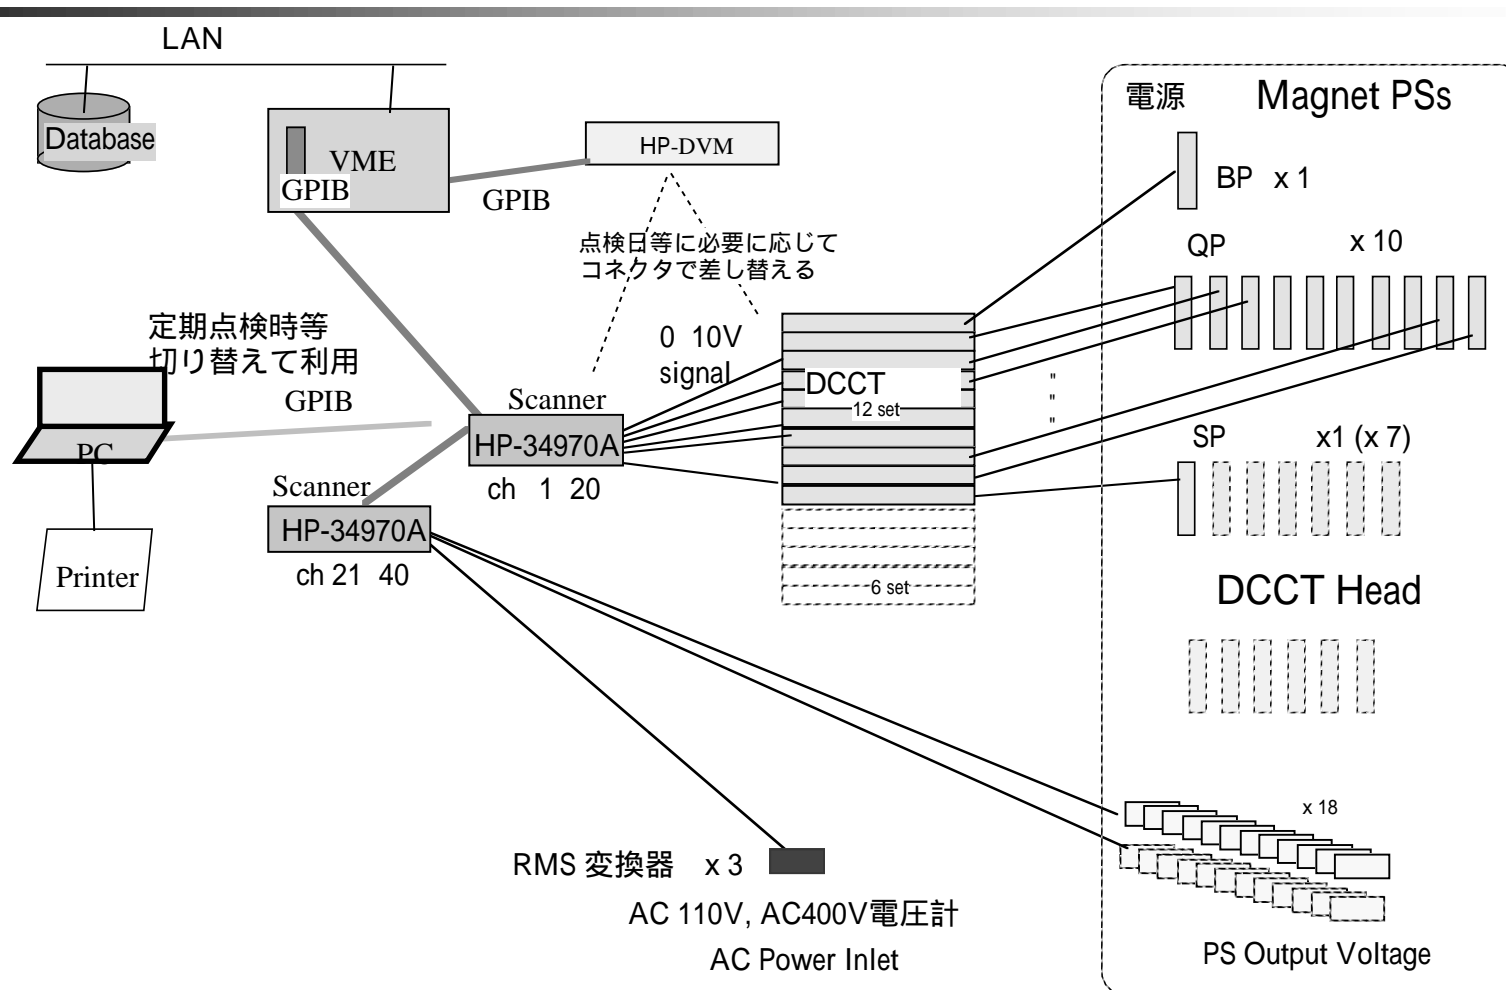 LAN
Database
VME
GPIB
HP-DVM
GPIB
点検日等に必要に応じて
コネクタで差し替える
定期点検時等
切り替えて利用
GPIB
PC
Printer
Scanner
HP-34970A
ch 1 20
Scanner
HP-34970A
ch 21 40
0 10V
signal
DCCT
12 set
6 set
電源 Magnet PSs
BP x 1
QP x 10
"
"
"
SP x1 (x 7)
DCCT Head
x 18
PS Output Voltage
RMS 変換器 x 3
AC 110V, AC400V電圧計
AC Power Inlet